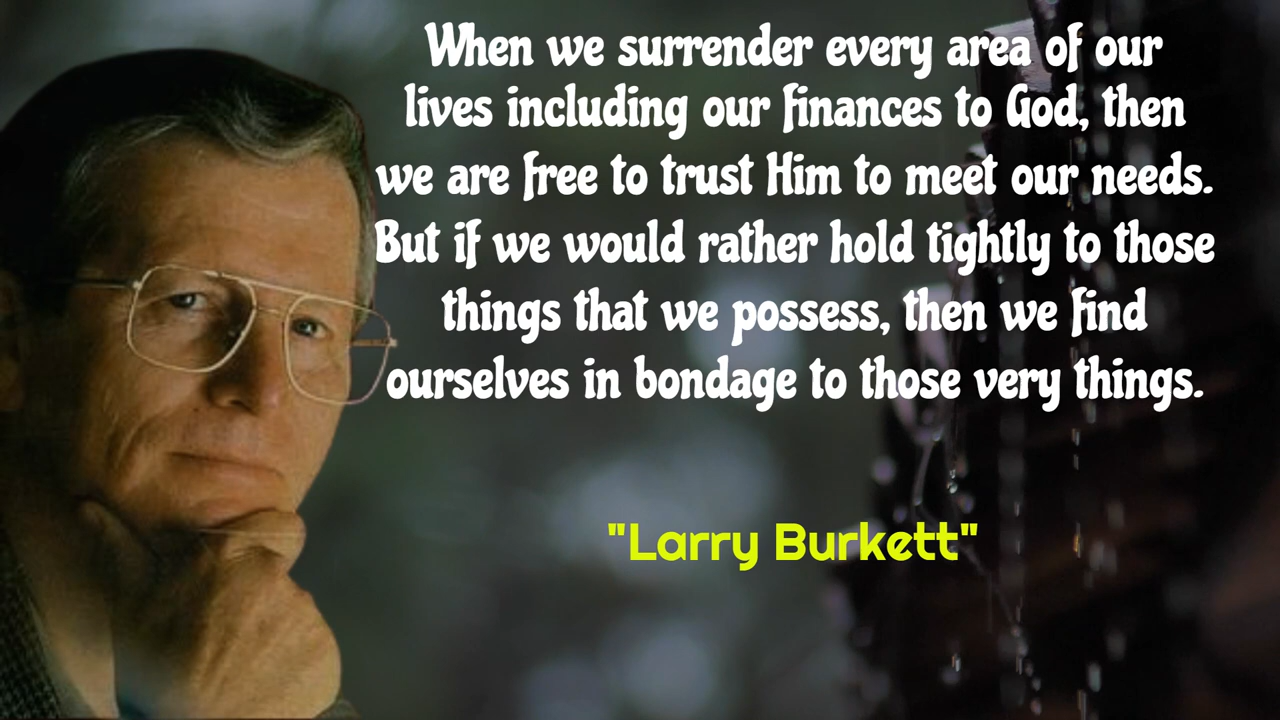 When we surrender every area of our
lives including our finances to God, then
we are free to trust Him to meet our needs.
But if we would rather hold tightly to those
things that we possess, then we find
ourselves in bondage to those very things.
"Larry Burkett"